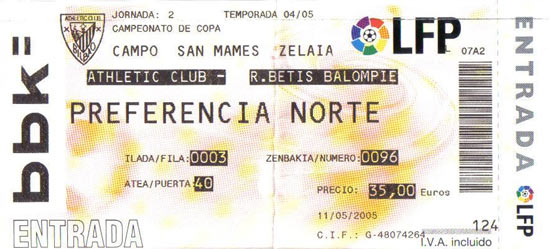 bbk=
ATHLETIC CLUB
BILBAO
JORNADA: 2 TEMPORADA 04/05
CAMPEONATO DE COPA
CAMPO SAN MAMES ZELAIA
LFP
07A2
ATHLETIC CLUB - R.BETIS BALOMPIE
PREFERENCIA NORTE
ILADA/FILA: 0003 ZENBAKIA/NUMERO: 0096
ATEA/PUERTA: 40 PRECIO: 35,00 Euros
11/05/2005
124
ENTRADA
C.I.F.: G-48074264 I.V.A. incluido
ENTRADA
LFP